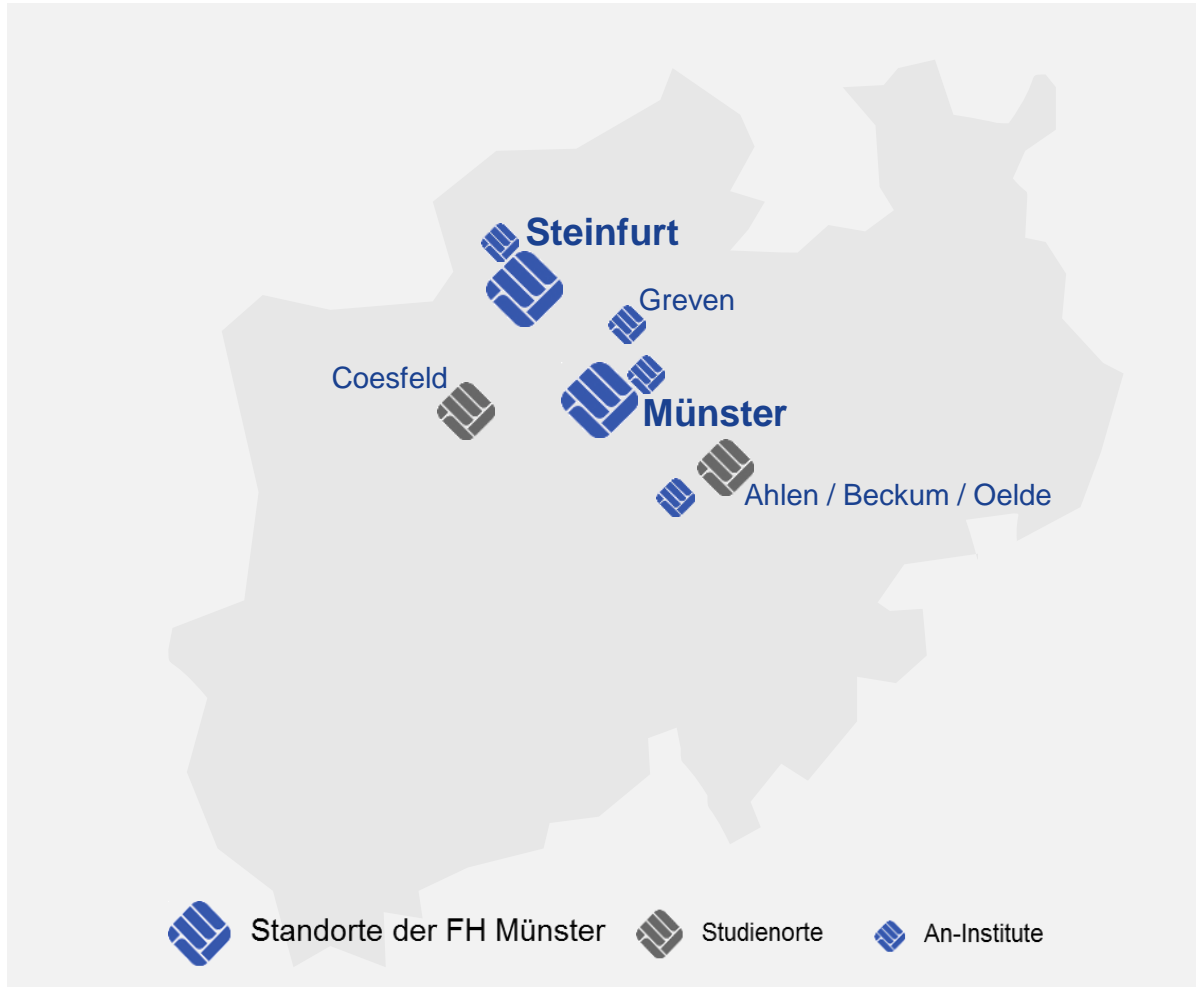 Steinfurt
Greven
Coesfeld
Münster
Ahlen / Beckum / Oelde
Standorte der FH Münster
Studienorte
An-Institute